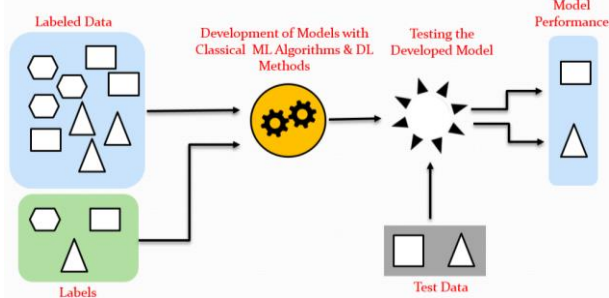 Labeled Data
Development of Models with
Classical ML Algorithms & DL
Methods
Testing the
Developed Model
Model
Performance
Labels
Test Data